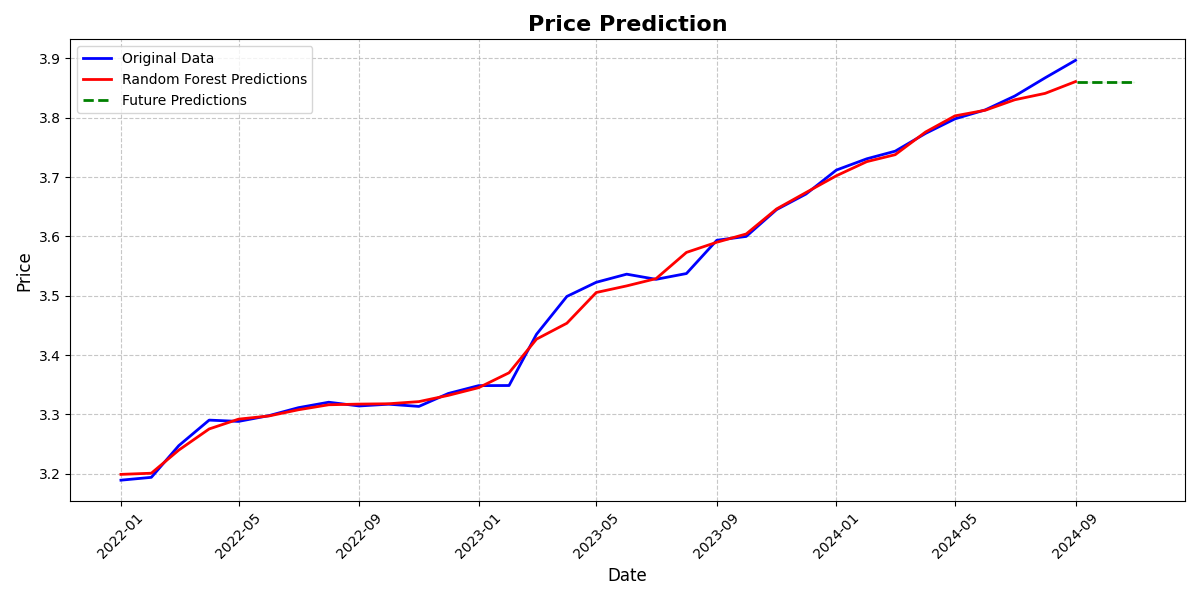 Price Prediction
Original Data
Random Forest Predictions
Future Predictions
3.9
3.8
3.7
3.6
3.5
3.4
3.3
3.2
Price
2022-01
2022-05
2022-09
2023-01
2023-05
2023-09
2024-01
2024-05
2024-09
Date